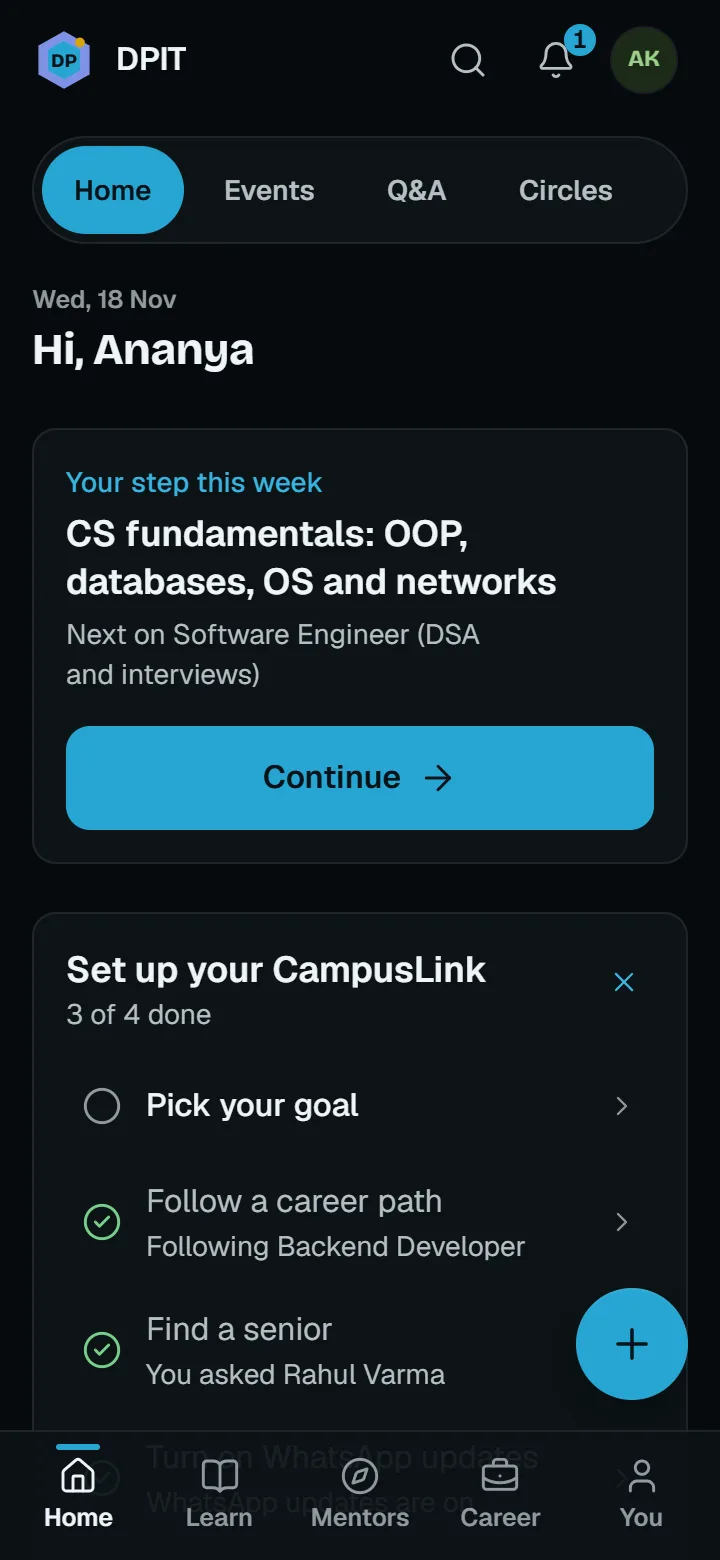 DP
DPIT
1
AK
Home
Events
Q&A
Circles
Wed, 18 Nov
Hi, Ananya
Your step this week
CS fundamentals: OOP,
databases, OS and networks
Next on Software Engineer (DSA
and interviews)
Continue
Set up your CampusLink
3 of 4 done
Pick your goal
Follow a career path
Following Backend Developer
Find a senior
You asked Rahul Varma
Turn on WhatsApp updates
WhatsApp updates are on
Home
Learn
Mentors
Career
You